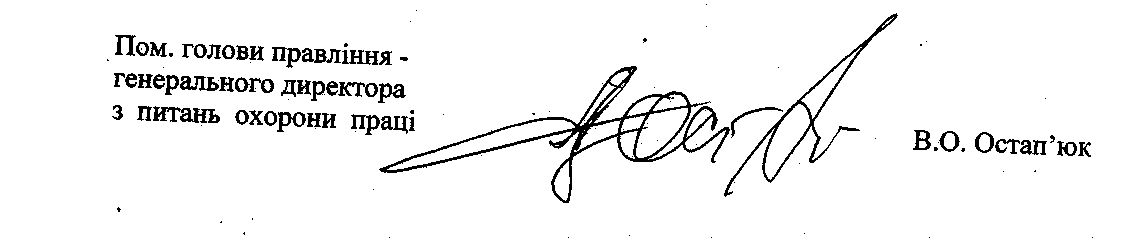 Пом. голови правління -
генерального директора
з питань охорони праці
В.О. Остап’юк